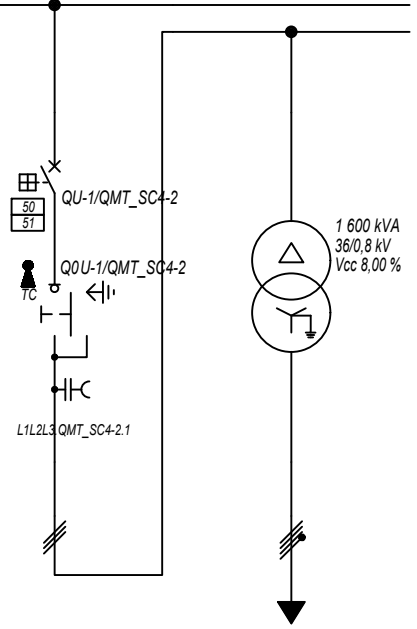 QU-1/QMT_SC4-2
50
51
Q0U-1/QMT_SC4-2
TC
L1L2L3.QMT_SC4-2.1
1 600 kVA
36/0,8 kV
Vcc 8,00 %